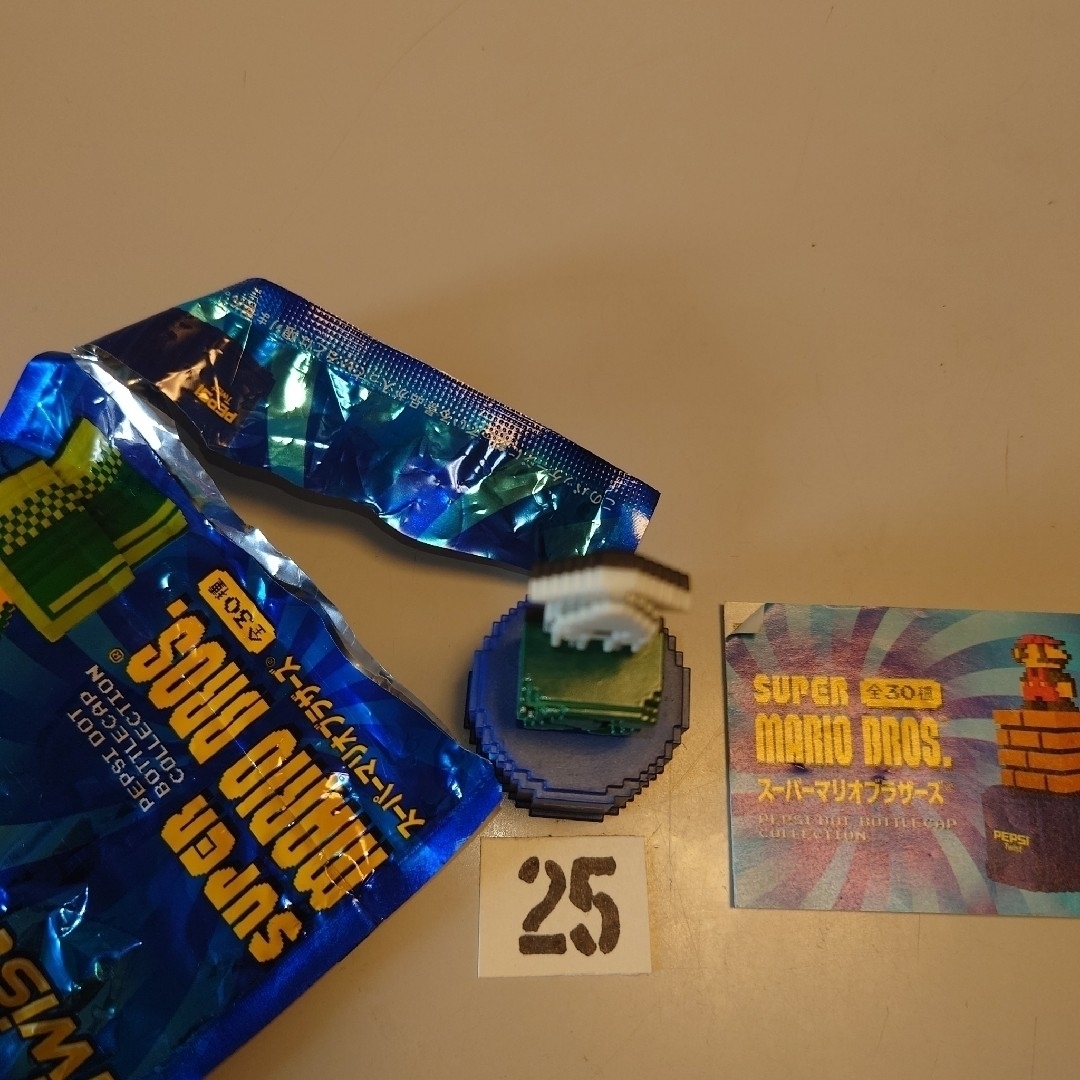 PEPSI
Twist
全30種
SUPER
MARIO BROS.
スーパーマリオブラザーズ®
PEPSI DOT
BOTTLECAP
COLLECTION
25
SUPER 全30種
MARIO BROS.
スーパーマリオブラザーズ
PEPSI DOT BOTTLECAP
COLLECTION
PEPSI
Twist